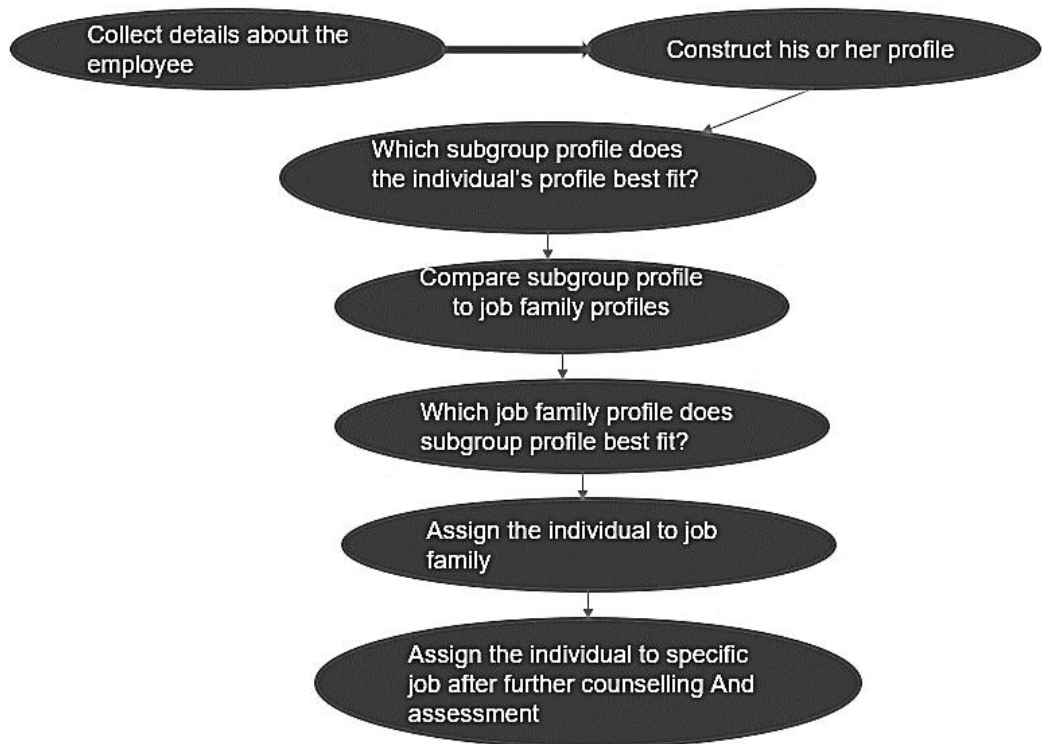 Collect details about the
employee
Construct his or her profile
Which subgroup profile does
the individual's profile best fit?
Compare subgroup profile
to job family profiles
Which job family profile does
subgroup profile best fit?
Assign the individual to job
family
Assign the individual to specific
job after further counselling And
assessment